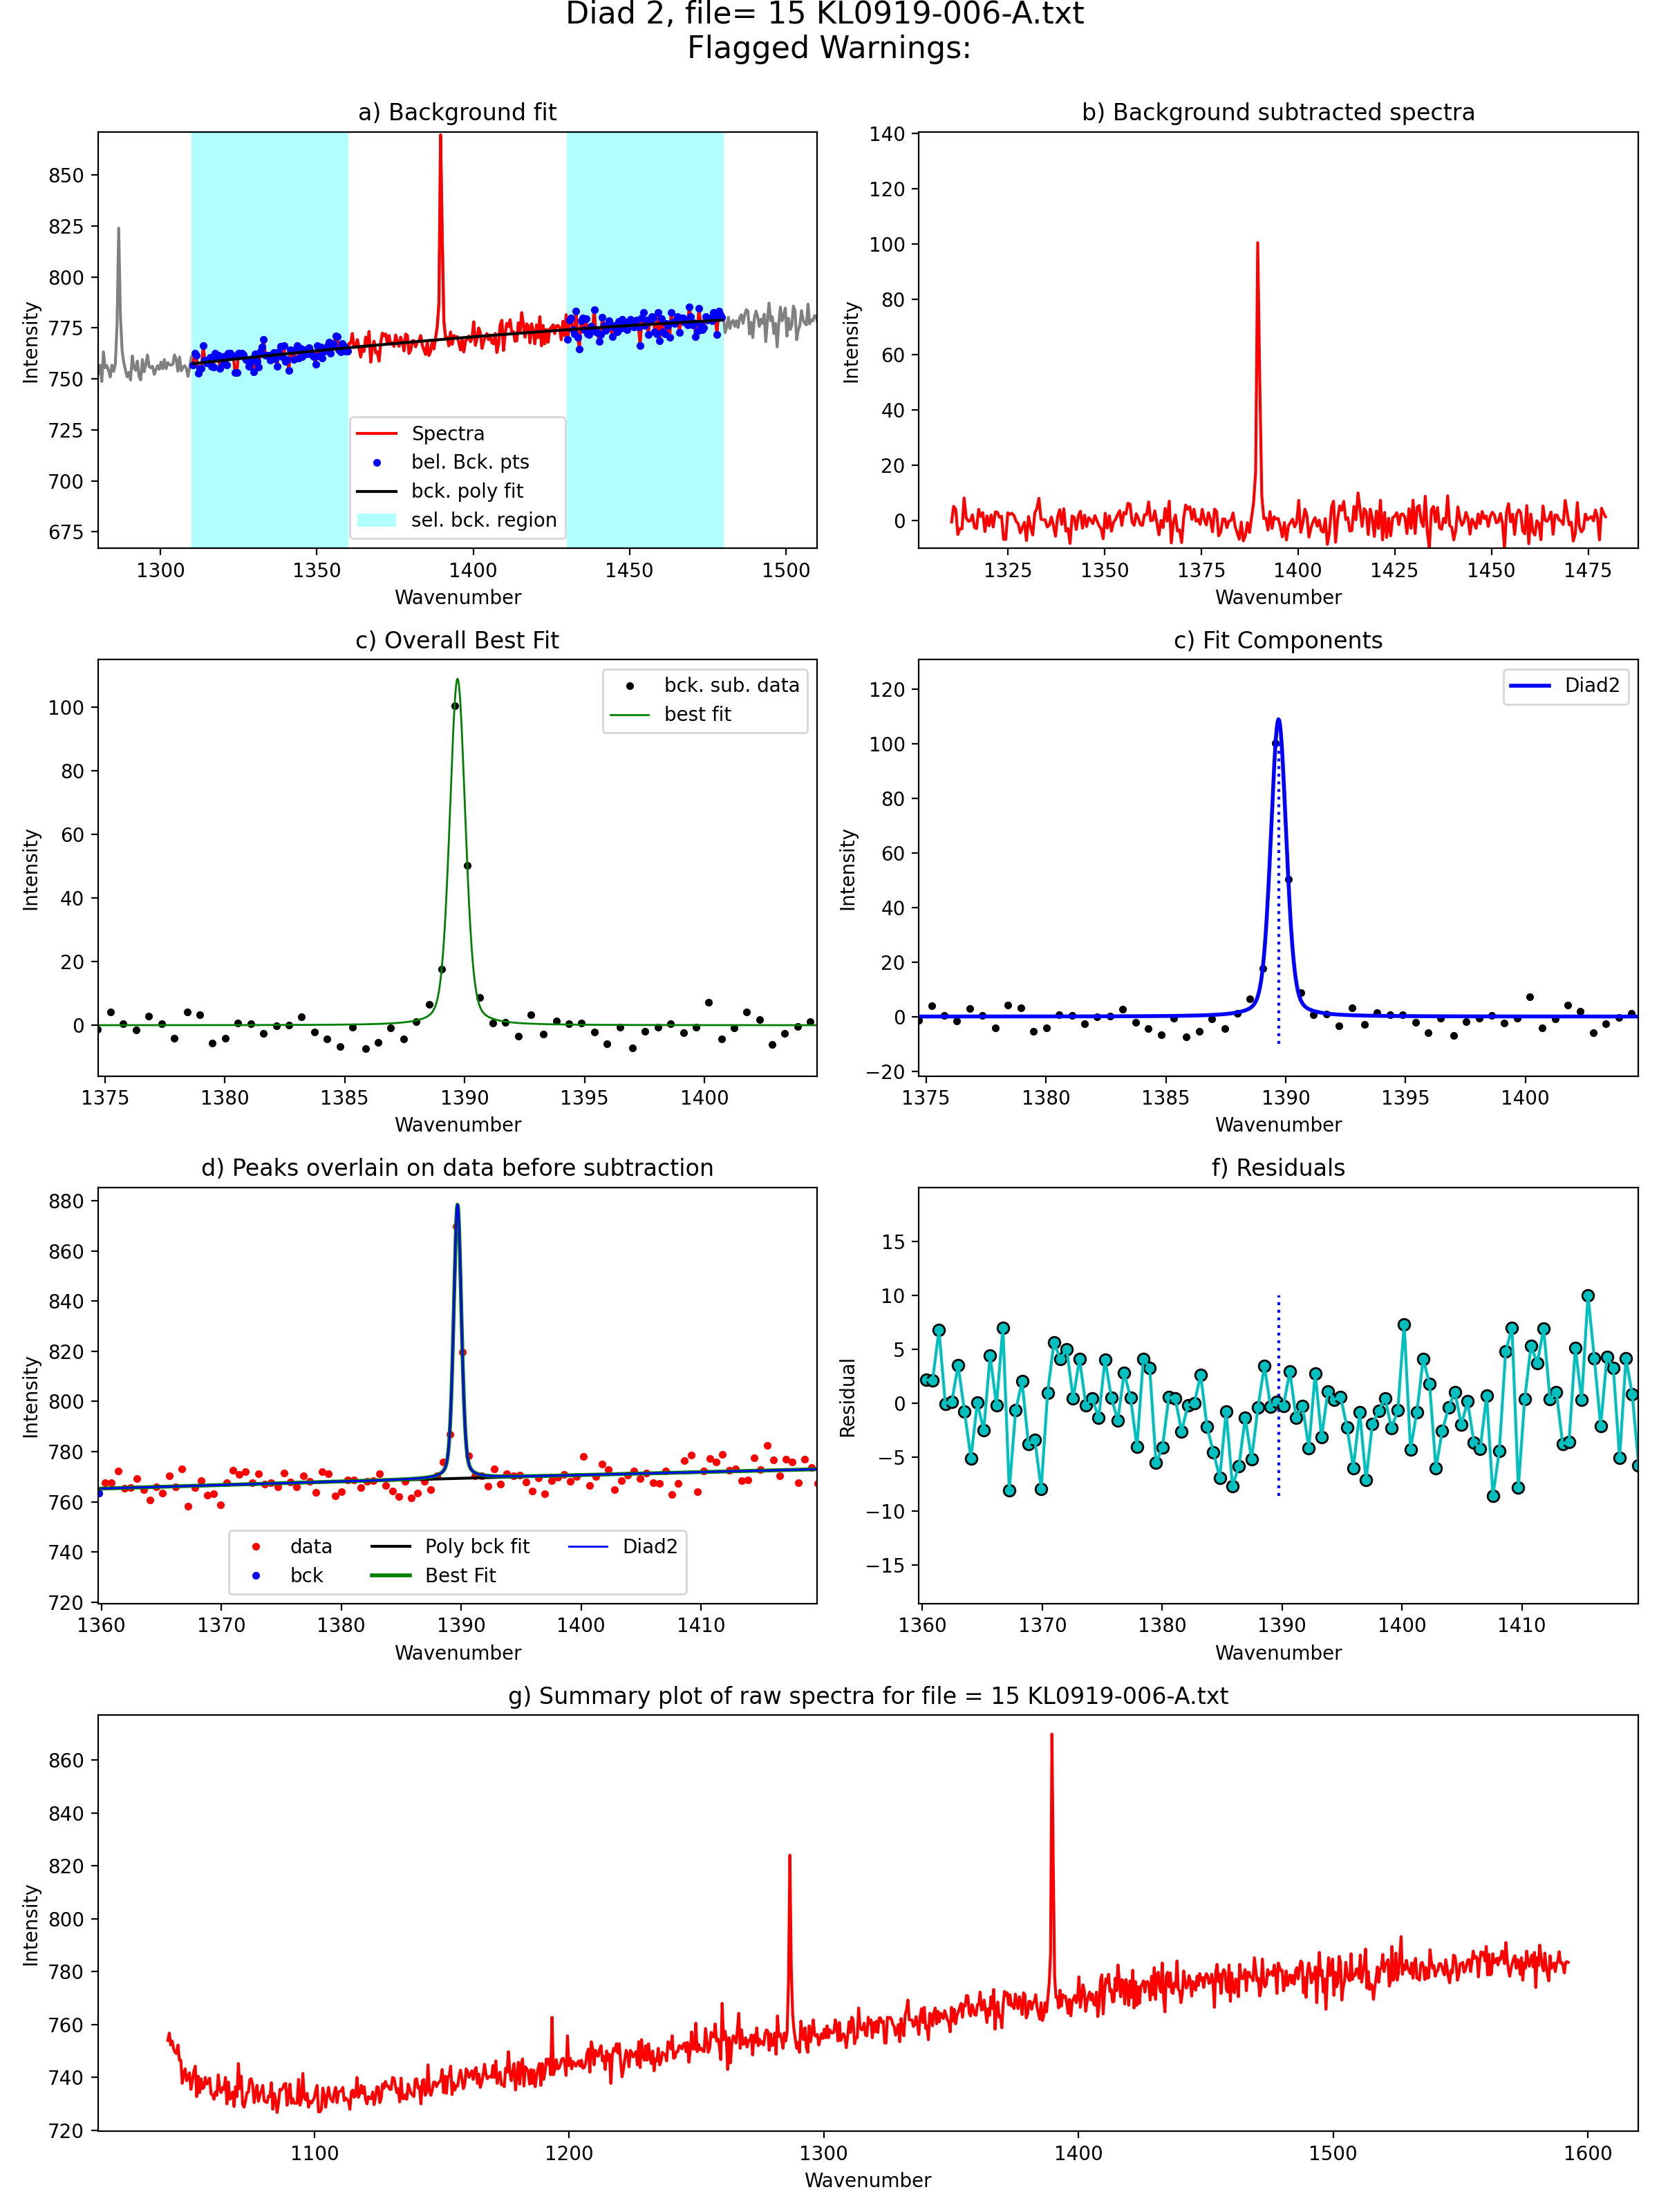 Diad 2, file= 15 KL0919-006-A.txt
Flagged Warnings:
a) Background fit
850
825
800
775
750
725
700
675
Intensity
Spectra
bel. Bck. pts
bck. poly fit
sel. bck. region
1300 1350 1400 1450 1500
Wavenumber
b) Background subtracted spectra
140
120
100
80
60
40
20
0
Intensity
1325 1350 1375 1400 1425 1450 1475
Wavenumber
c) Overall Best Fit
100
80
60
40
20
0
Intensity
bck. sub. data
best fit
1375 1380 1385 1390 1395 1400
Wavenumber
c) Fit Components
120
100
80
60
40
20
0
−20
Intensity
Diad2
1375 1380 1385 1390 1395 1400
Wavenumber
d) Peaks overlain on data before subtraction
880
860
840
820
800
780
760
740
720
Intensity
data Poly bck fit Diad2
bck Best Fit
1360 1370 1380 1390 1400 1410
Wavenumber
f) Residuals
15
10
5
0
−5
−10
−15
Residual
1360 1370 1380 1390 1400 1410
Wavenumber
g) Summary plot of raw spectra for file = 15 KL0919-006-A.txt
860
840
820
800
780
760
740
720
Intensity
1100 1200 1300 1400 1500 1600
Wavenumber